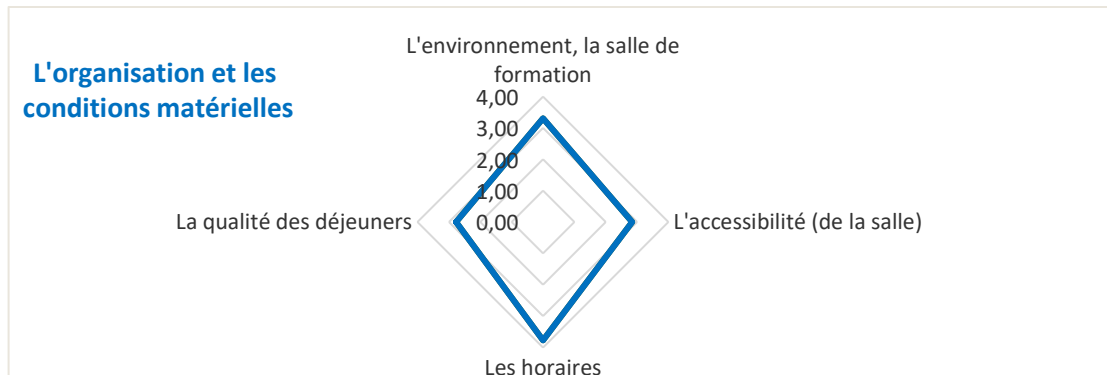 L'organisation et les
conditions matérielles
L'environnement, la salle de
formation
4,00
3,00
2,00
1,00
0,00
La qualité des déjeuners
L'accessibilité (de la salle)
Les horaires